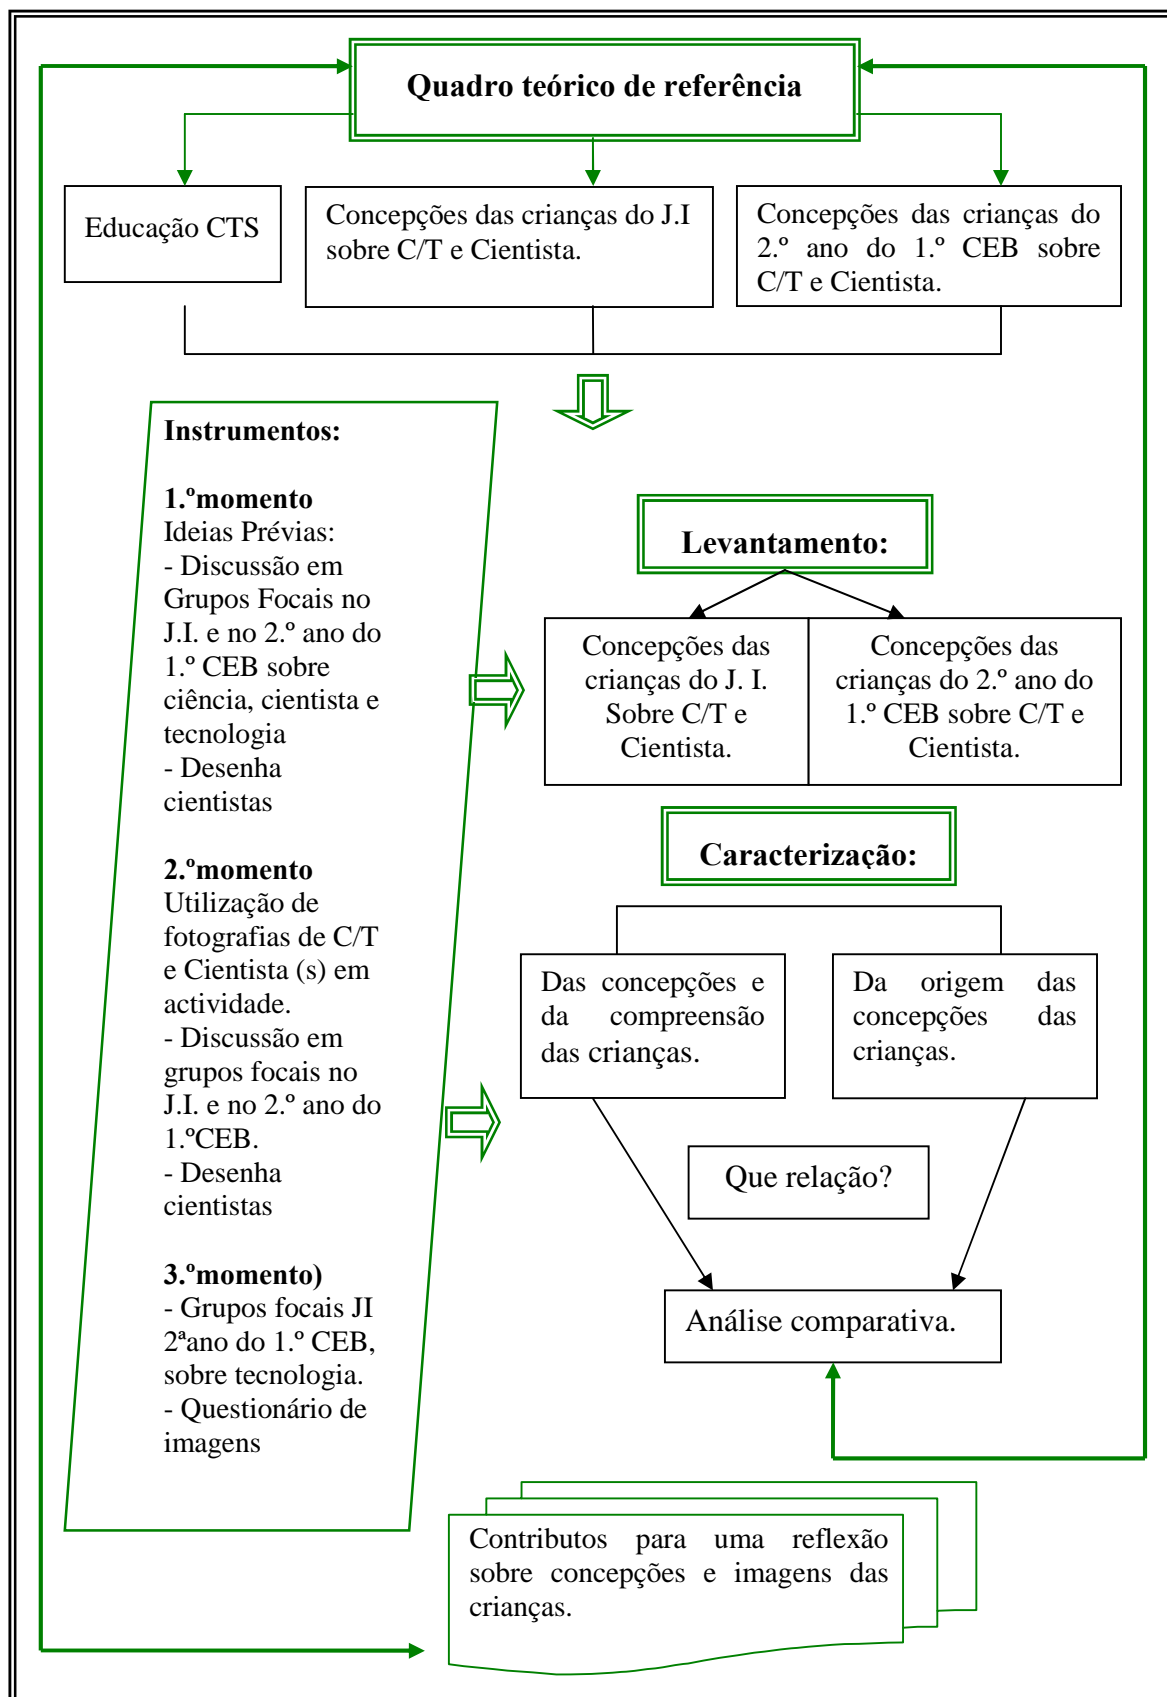 Quadro teórico de referência
Educação CTS
Concepções das crianças do J.I
sobre C/T e Cientista.
Concepções das crianças do
2.º ano do 1.º CEB sobre
C/T e Cientista.
Instrumentos:
1.ºmomento
Ideias Prévias:
- Discussão em
Grupos Focais no
J.I. e no 2.º ano do
1.º CEB sobre
ciência, cientista e
tecnologia
- Desenha
cientistas
2.ºmomento
Utilização de
fotografias de C/T
e Cientista (s) em
actividade.
- Discussão em
grupos focais no
J.I. e no 2.º ano do
1.ºCEB.
- Desenha
cientistas
3.ºmomento)
- Grupos focais JI
2ªano do 1.º CEB,
sobre tecnologia.
- Questionário de
imagens
Levantamento:
Concepções das
crianças do J. I.
Sobre C/T e
Cientista.
Concepções das
crianças do 2.º ano do
1.º CEB sobre C/T e
Cientista.
Caracterização:
Das concepções e
da compreensão
das crianças.
Da origem das
concepções das
crianças.
Que relação?
Análise comparativa.
Contributos para uma reflexão
sobre concepções e imagens das
crianças.